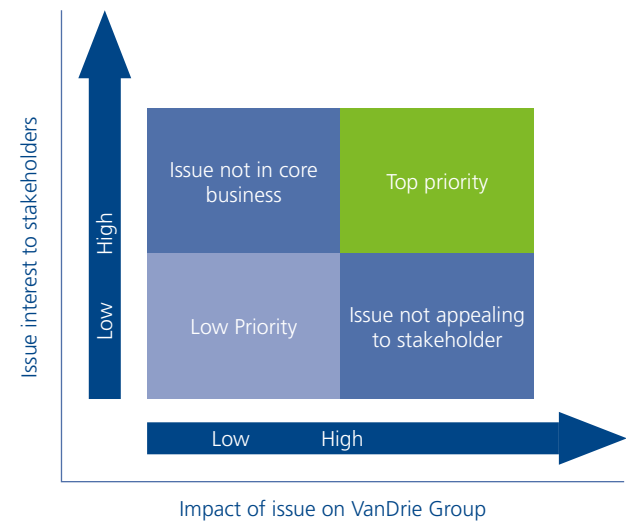 Issue interest to stakeholders
High
Low
Issue not in core
business
Top priority
Low Priority
Issue not appealing
to stakeholder
Low
High
Impact of issue on VanDrie Group